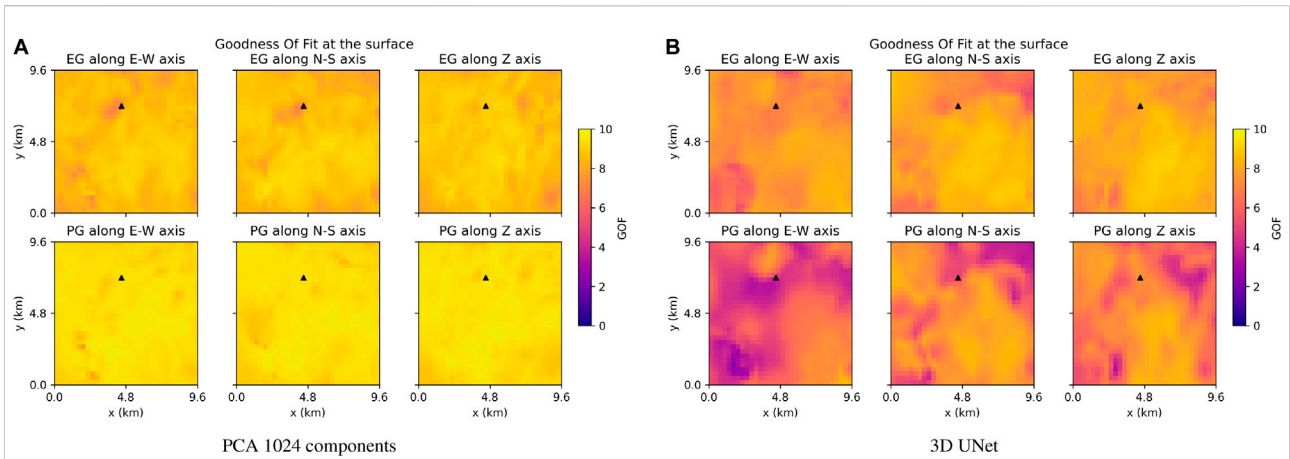 A
Goodness Of Fit at the surface
EG along E-W axis
EG along N-S axis
EG along Z axis
9.6
4.8
0.0
y (km)
PG along E-W axis
PG along N-S axis
PG along Z axis
9.6
4.8
0.0
y (km)
0.0 4.8 9.6
0.0 4.8 9.6
0.0 4.8 9.6
x (km)
x (km)
x (km)
10
8
6
4
2
0
GOF
PCA 1024 components
B
Goodness Of Fit at the surface
EG along E-W axis
EG along N-S axis
EG along Z axis
9.6
4.8
0.0
y (km)
PG along E-W axis
PG along N-S axis
PG along Z axis
9.6
4.8
0.0
y (km)
0.0 4.8 9.6
0.0 4.8 9.6
0.0 4.8 9.6
x (km)
x (km)
x (km)
10
8
6
4
2
0
GOF
3D UNet